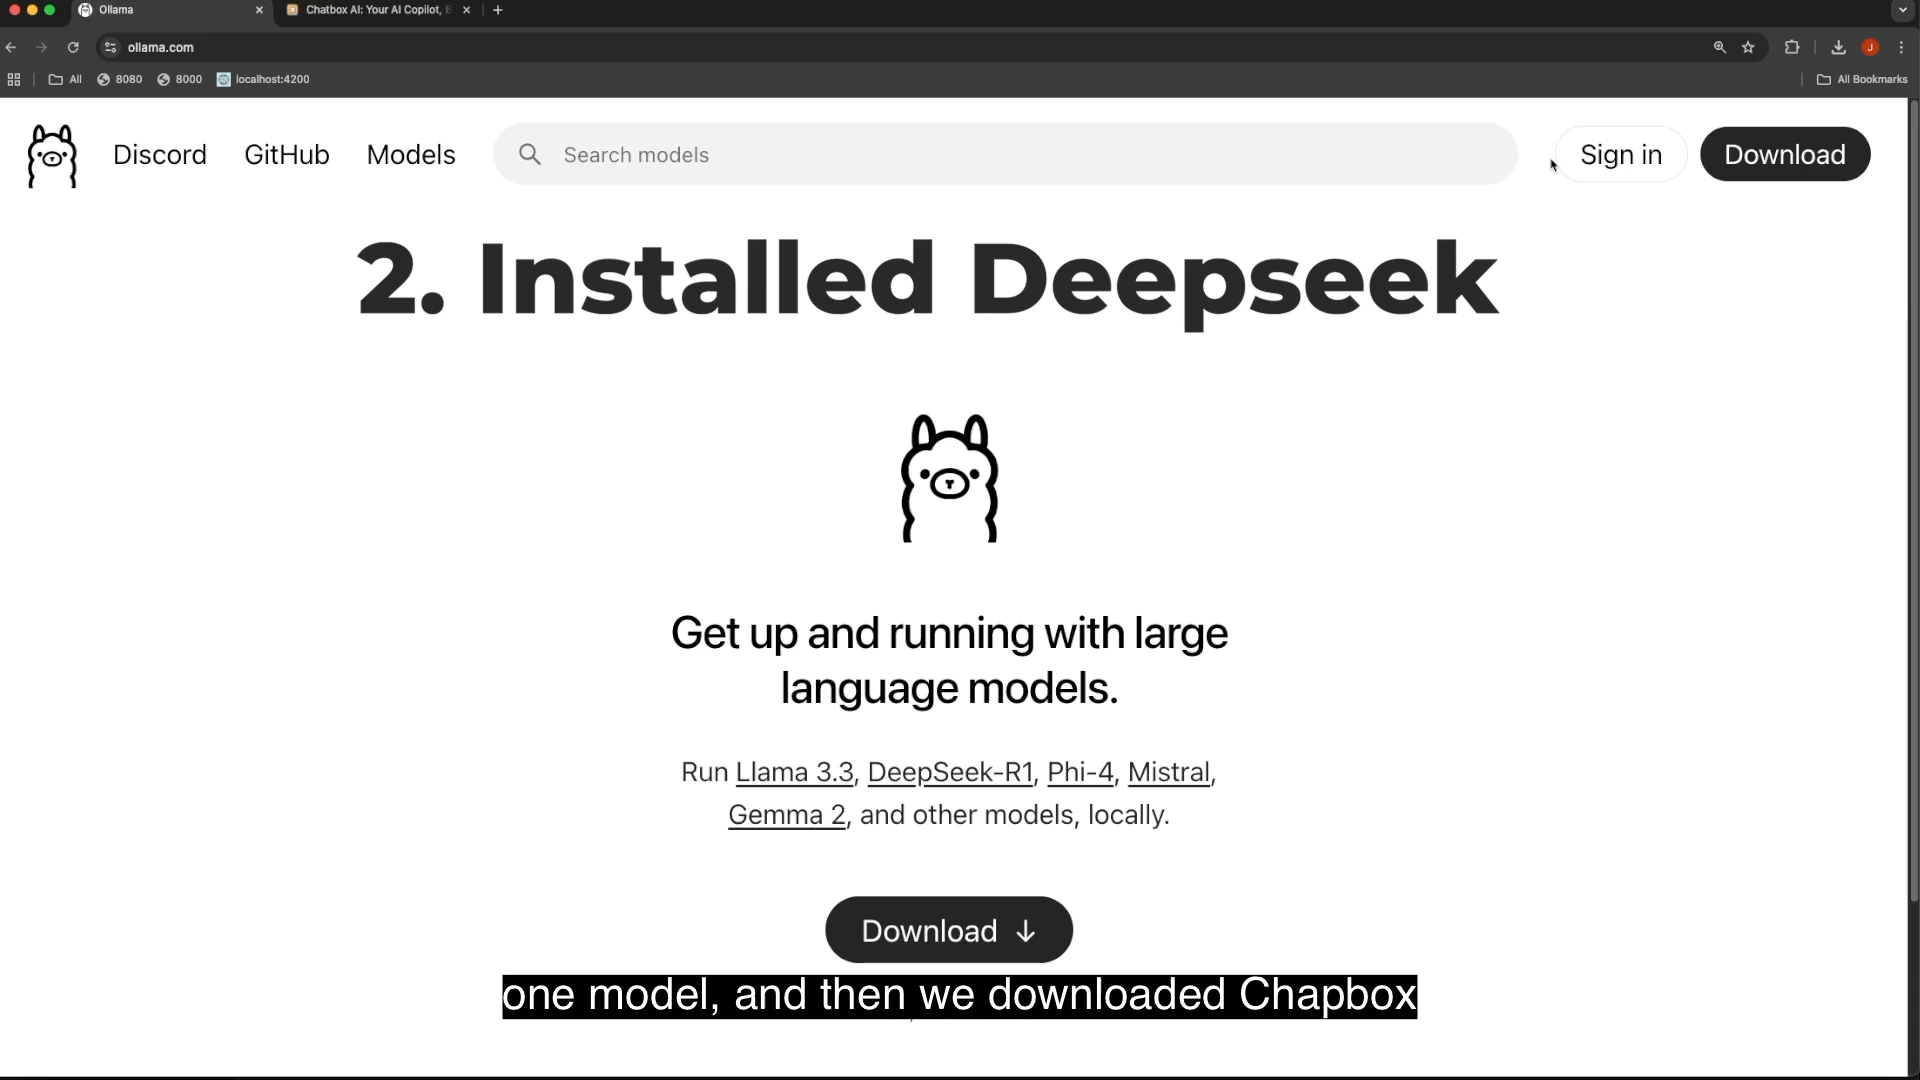 Ollama
Chatbox AI: Your AI Copilot, B
ollama.com
J
All
8080
8000
localhost:4200
All Bookmarks
Discord
GitHub
Models
Search models
Sign in
Download
2. Installed Deepseek
Get up and running with large
language models.
Run Llama 3.3, DeepSeek-R1, Phi-4, Mistral,
Gemma 2, and other models, locally.
Download ↓
one model, and then we downloaded Chapbox